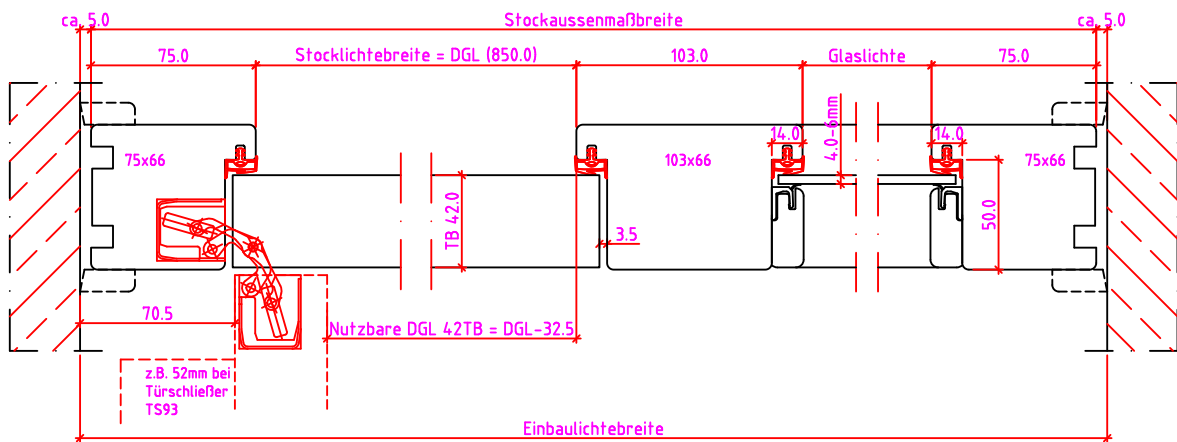 ca. 5.0
Stockaussenmaßbreite
ca. 5.0
75.0
Stocklichtebreite = DGL (850.0)
103.0
Glaslichte
75.0
75x66
103x66
14.0
4.0-6mm
14.0
75x66
TB 42.0
3.5
50.0
70.5
Nutzbare DGL 42TB = DGL-32.5
z.B. 52mm bei
Türschließer
TS93
Einbaulichtebreite